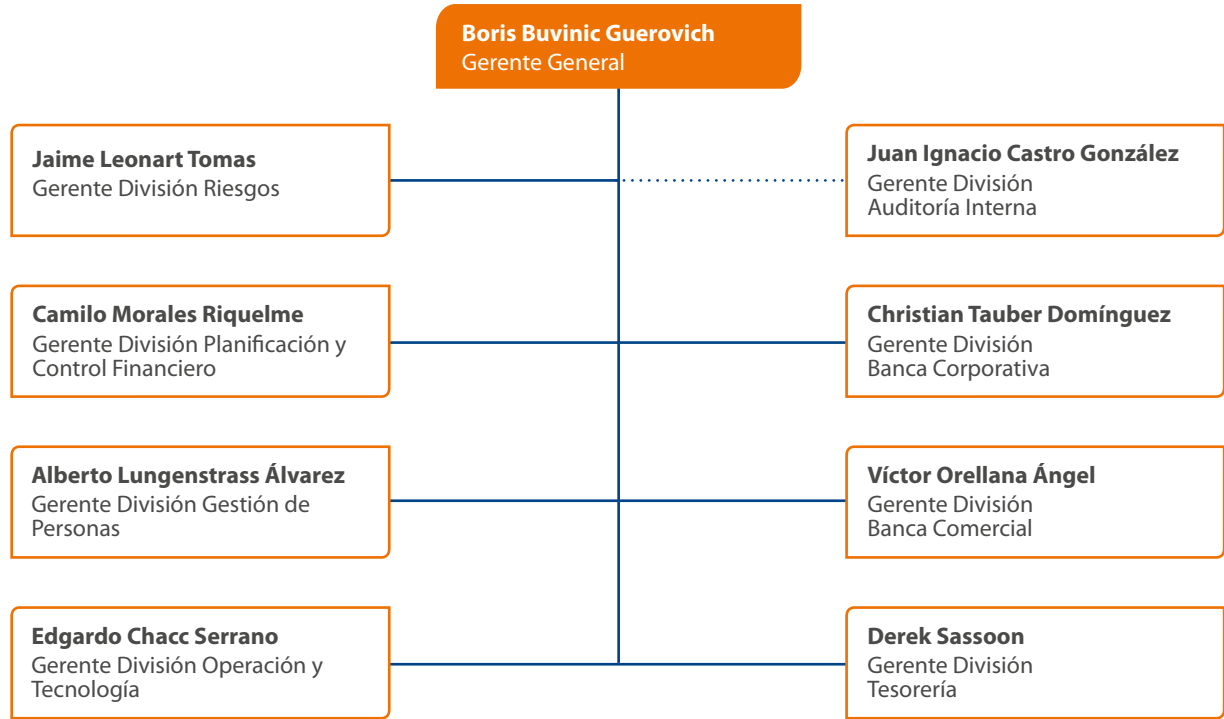 Boris Buvinic Guerovich
Gerente General
Jaime Leonart Tomas
Gerente División Riesgos
Juan Ignacio Castro González
Gerente División
Auditoría Interna
Camilo Morales Riquelme
Gerente División Planificación y
Control Financiero
Christian Tauber Domínguez
Gerente División
Banca Corporativa
Alberto Lungenstrass Álvarez
Gerente División Gestión de
Personas
Víctor Orellana Ángel
Gerente División
Banca Comercial
Edgardo Chacc Serrano
Gerente División Operación y
Tecnología
Derek Sassoon
Gerente División
Tesorería